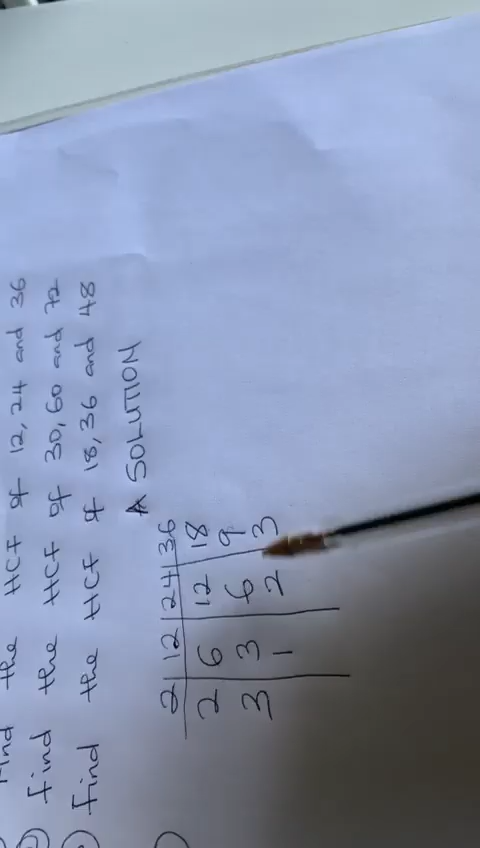 Find the HCF of 12, 24 and 36
② Find the HCF of 30, 60 and 72
Find the HCF of 18, 36 and 48
A SOLUTION
2 | 12 | 24 | 36
2 | 6 | 12 | 18
3 | 3 | 6 | 9
1 | 2 | 3